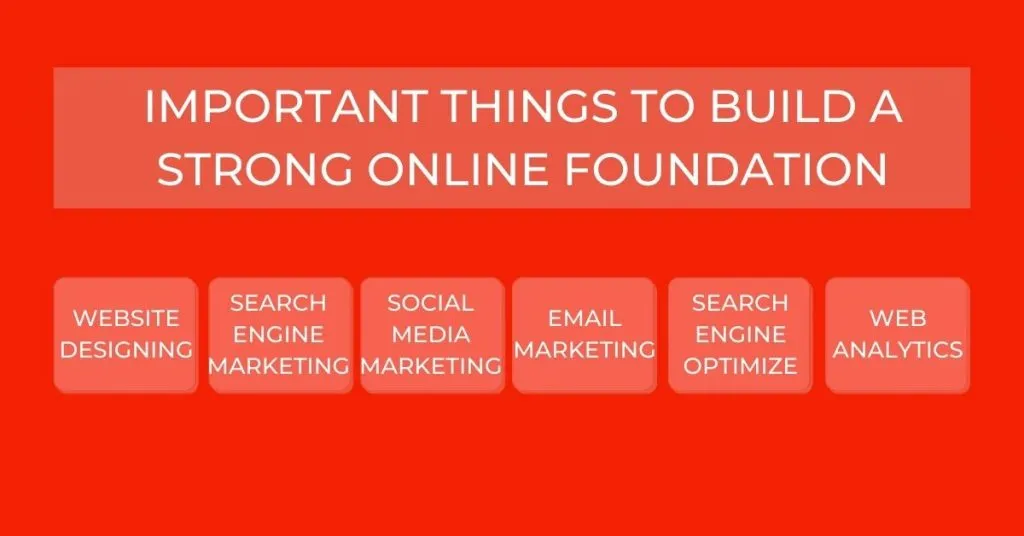 IMPORTANT THINGS TO BUILD A
STRONG ONLINE FOUNDATION
WEBSITE
DESIGNING
SEARCH
ENGINE
MARKETING
SOCIAL
MEDIA
MARKETING
EMAIL
MARKETING
SEARCH
ENGINE
OPTIMIZE
WEB
ANALYTICS